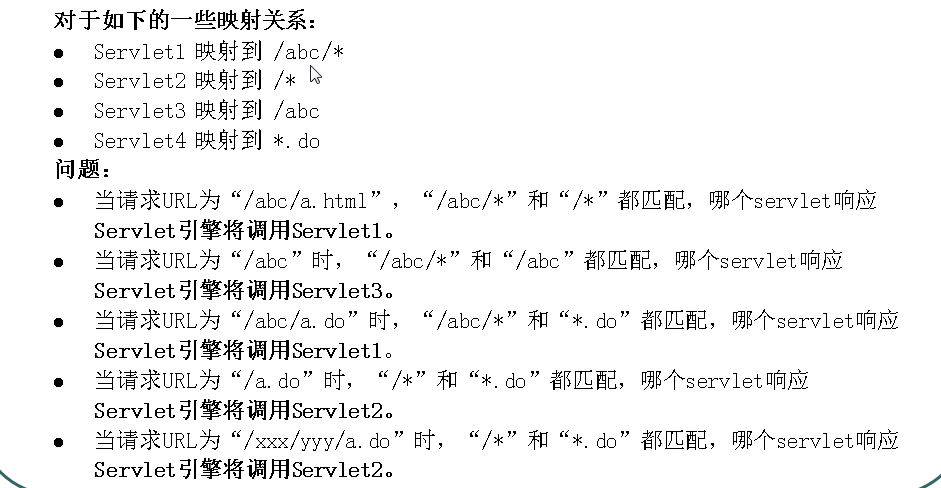 对于如下的一些映射关系：
● Servlet1 映射到 /abc/*
● Servlet2 映射到 /*
● Servlet3 映射到 /abc
● Servlet4 映射到 *.do
问题：
● 当请求URL为“/abc/a.html”，“/abc/*”和“/*”都匹配，哪个servlet响应
Servlet引擎将调用Servlet1。
● 当请求URL为“/abc”时，“/abc/*”和“/abc”都匹配，哪个servlet响应
Servlet引擎将调用Servlet3。
● 当请求URL为“/abc/a.do”时，“/abc/*”和“*.do”都匹配，哪个servlet响应
Servlet引擎将调用Servlet1。
● 当请求URL为“/a.do”时，“/*”和“*.do”都匹配，哪个servlet响应
Servlet引擎将调用Servlet2。
● 当请求URL为“/xxx/yyy/a.do”时，“/*”和“*.do”都匹配，哪个servlet响应
Servlet引擎将调用Servlet2。